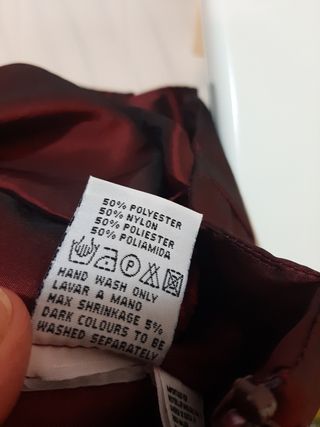 50% POLYESTER
50% NYLON
50% POLIESTER
50% POLIAMIDA
P
HAND WASH ONLY
LAVAR A MANO
MAX SHRINKAGE 5%
DARK COLOURS TO BE
WASHED SEPARATELY